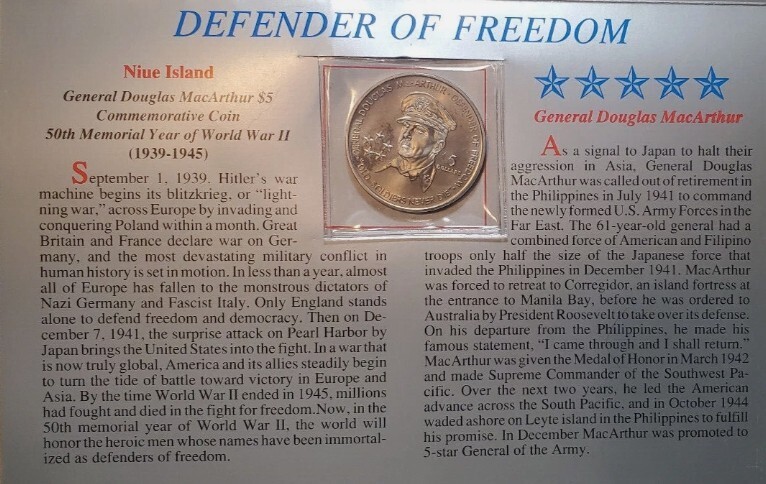 DEFENDER OF FREEDOM
Niue Island
General Douglas MacArthur $5
Commemorative Coin
50th Memorial Year of World War II
(1939-1945)
September 1, 1939. Hitler's war
machine begins its blitzkrieg, or "light-
ning war," across Europe by invading and
conquering Poland within a month. Great
Britain and France declare war on Ger-
many, and the most devastating military conflict in
human history is set in motion. In less than a year, almost
all of Europe has fallen to the monstrous dictators of
Nazi Germany and Fascist Italy. Only England stands
alone to defend freedom and democracy. Then on De-
cember 7, 1941, the surprise attack on Pearl Harbor by
Japan brings the United States into the fight. In a war that
is now truly global, America and its allies steadily begin
to turn the tide of battle toward victory in Europe and
Asia. By the time World War II ended in 1945, millions
had fought and died in the fight for freedom.Now, in the
50th memorial year of World War II, the world will
honor the heroic men whose names have been immortal-
ized as defenders of freedom.
GENERAL DOUGLAS MACARTHUR
DEFENDER OF FREEDOM
5
DOLLARS
General Douglas MacArthur
As a signal to Japan to halt their
aggression in Asia, General Douglas
MacArthur was called out of retirement in
the Philippines in July 1941 to command
the newly formed U.S. Army Forces in the
Far East. The 61-year-old general had a
combined force of American and Filipino
troops only half the size of the Japanese force that
invaded the Philippines in December 1941. MacArthur
was forced to retreat to Corregidor, an island fortress at
the entrance to Manila Bay, before he was ordered to
Australia by President Roosevelt to take over its defense.
On his departure from the Philippines, he made his
famous statement, "I came through and I shall return."
MacArthur was given the Medal of Honor in March 1942
and made Supreme Commander of the Southwest Pa-
cific. Over the next two years, he led the American
advance across the South Pacific, and in October 1944
waded ashore on Leyte island in the Philippines to fulfill
his promise. In December MacArthur was promoted to
5-star General of the Army.